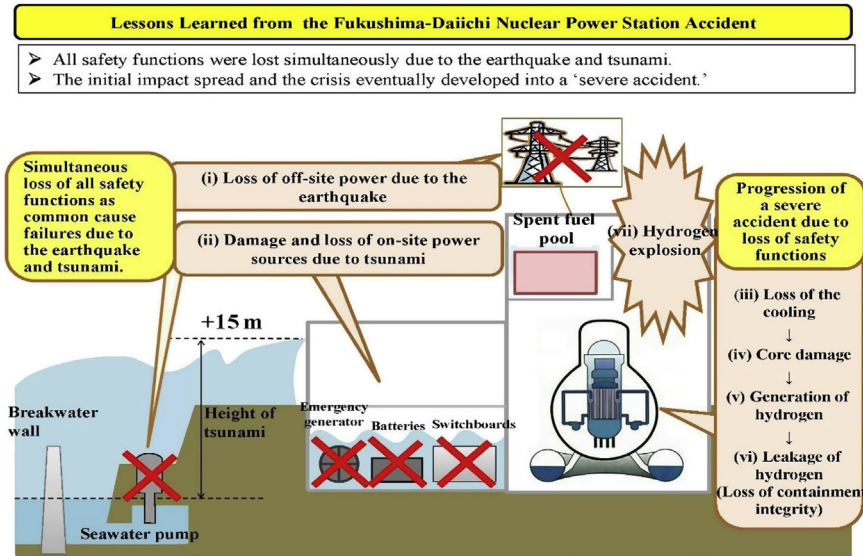 Lessons Learned from the Fukushima-Daiichi Nuclear Power Station Accident
➤ All safety functions were lost simultaneously due to the earthquake and tsunami.
➤ The initial impact spread and the crisis eventually developed into a ‘severe accident.’
Simultaneous
loss of all safety
functions as
common cause
failures due to
the earthquake
and tsunami.
(i) Loss of off-site power due to the
earthquake
(ii) Damage and loss of on-site power
sources due to tsunami
Spent fuel
pool
(vii) Hydrogen
explosion
Progression of
a severe
accident due to
loss of safety
functions
(iii) Loss of the
cooling
↓
(iv) Core damage
↓
(v) Generation of
hydrogen
↓
(vi) Leakage of
hydrogen
(Loss of containment
integrity)
+15 m
Height of
tsunami
Breakwater
wall
Seawater pump
Emergency
generator
Batteries
Switchboards